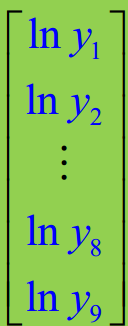 ln y₁
ln y₂
⋮
ln y₈
ln y₉